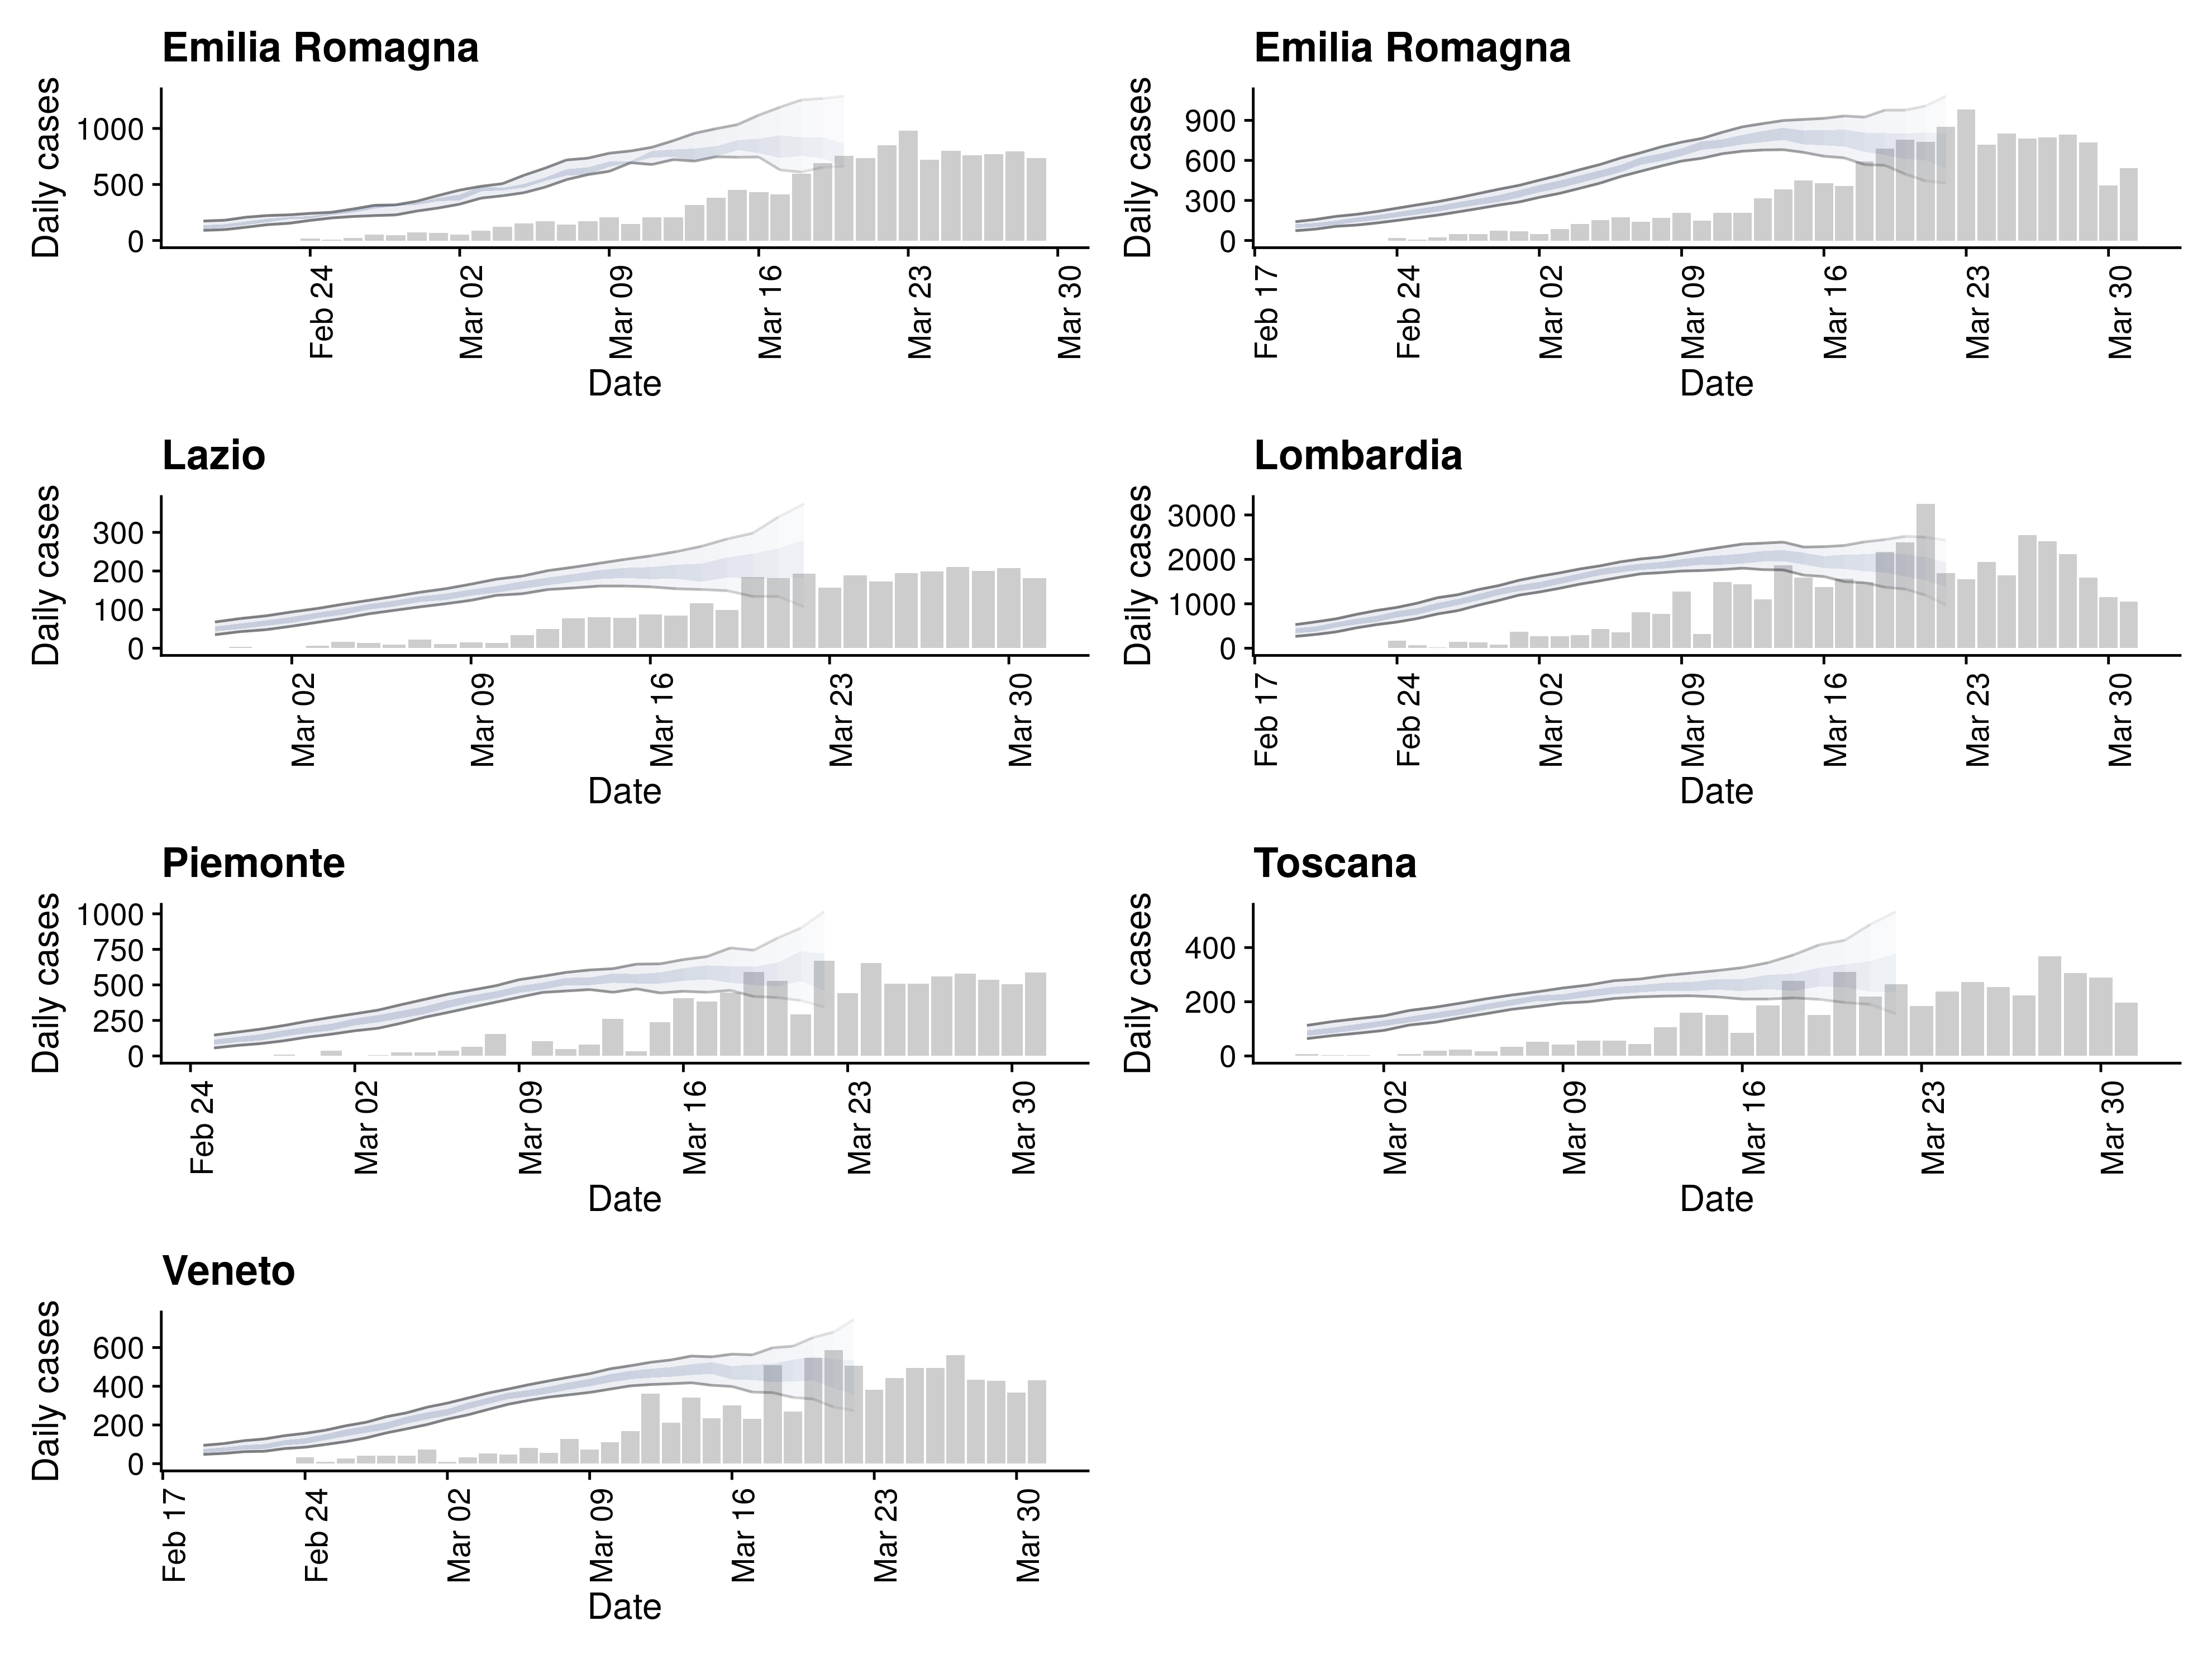 Emilia Romagna
Daily cases
1000
500
0
Feb 24
Mar 02
Mar 09
Mar 16
Mar 23
Mar 30
Date
Emilia Romagna
Daily cases
900
600
300
0
Feb 17
Feb 24
Mar 02
Mar 09
Mar 16
Mar 23
Mar 30
Date
Lazio
Daily cases
300
200
100
0
Mar 02
Mar 09
Mar 16
Mar 23
Mar 30
Date
Lombardia
Daily cases
3000
2000
1000
0
Feb 17
Feb 24
Mar 02
Mar 09
Mar 16
Mar 23
Mar 30
Date
Piemonte
Daily cases
1000
750
500
250
0
Feb 24
Mar 02
Mar 09
Mar 16
Mar 23
Mar 30
Date
Toscana
Daily cases
400
200
0
Mar 02
Mar 09
Mar 16
Mar 23
Mar 30
Date
Veneto
Daily cases
600
400
200
0
Feb 17
Feb 24
Mar 02
Mar 09
Mar 16
Mar 23
Mar 30
Date